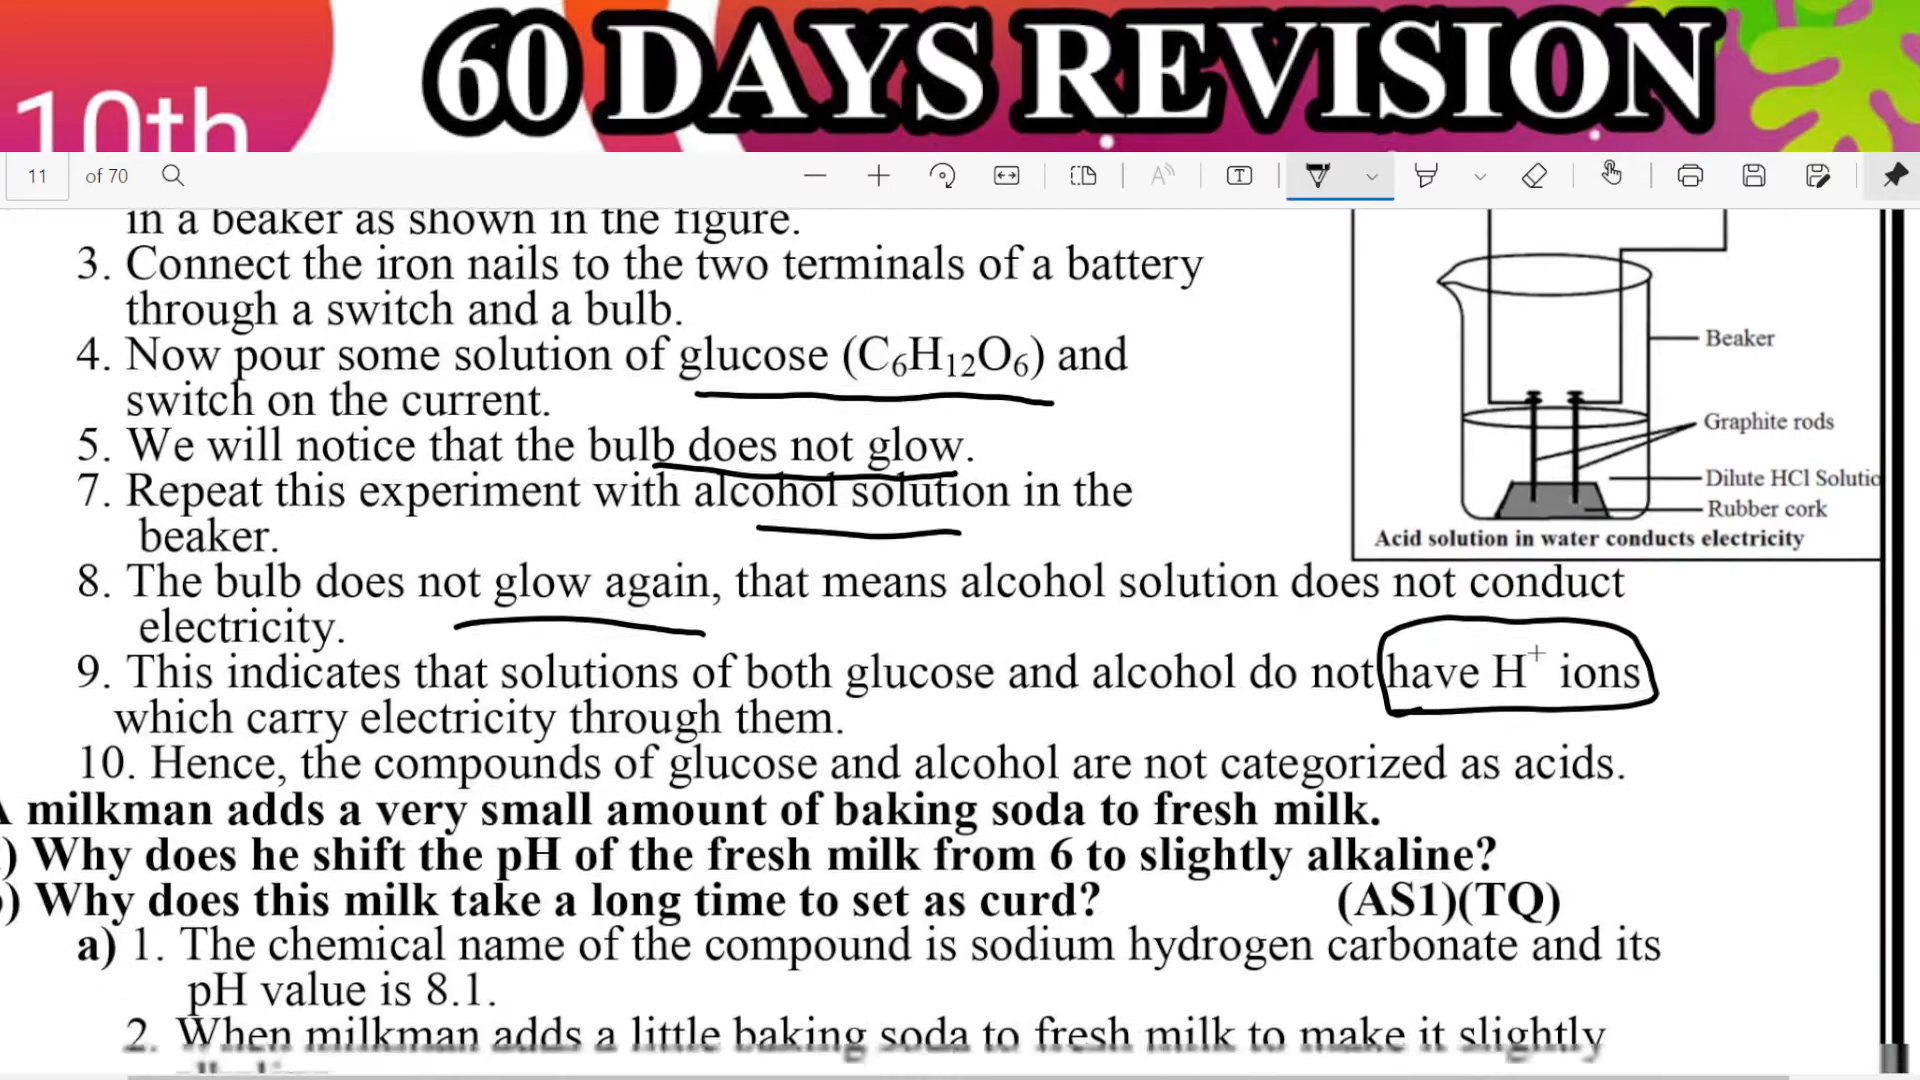 60 DAYS REVISION
10th
11 of 70
in a beaker as shown in the figure.
3. Connect the iron nails to the two terminals of a battery
through a switch and a bulb.
4. Now pour some solution of glucose (C₆H₁₂O₆) and
switch on the current.
5. We will notice that the bulb does not glow.
7. Repeat this experiment with alcohol solution in the
beaker.
Beaker
Graphite rods
Dilute HCl Solutio
Rubber cork
Acid solution in water conducts electricity
8. The bulb does not glow again, that means alcohol solution does not conduct
electricity.
9. This indicates that solutions of both glucose and alcohol do not have H⁺ ions
which carry electricity through them.
10. Hence, the compounds of glucose and alcohol are not categorized as acids.
milkman adds a very small amount of baking soda to fresh milk.
) Why does he shift the pH of the fresh milk from 6 to slightly alkaline?
) Why does this milk take a long time to set as curd? (AS1)(TQ)
a) 1. The chemical name of the compound is sodium hydrogen carbonate and its
pH value is 8.1.
2. When milkman adds a little baking soda to fresh milk to make it slightly